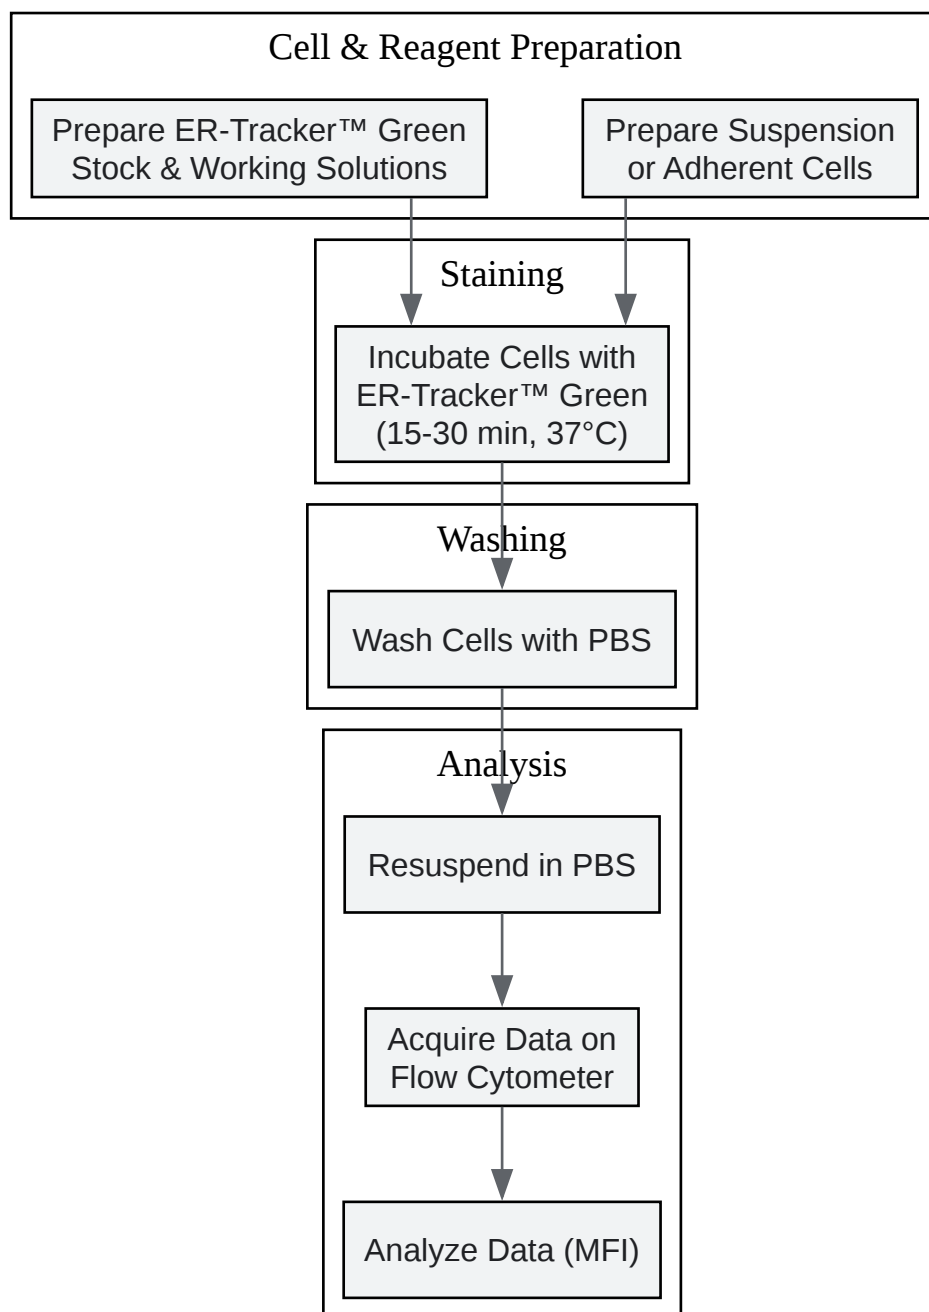 Cell & Reagent Preparation
Prepare ER-Tracker™ Green
Stock & Working Solutions
Prepare Suspension
or Adherent Cells
Staining
Incubate Cells with
ER-Tracker™ Green
(15-30 min, 37°C)
Washing
Wash Cells with PBS
Analysis
Resuspend in PBS
Acquire Data on
Flow Cytometer
Analyze Data (MFI)